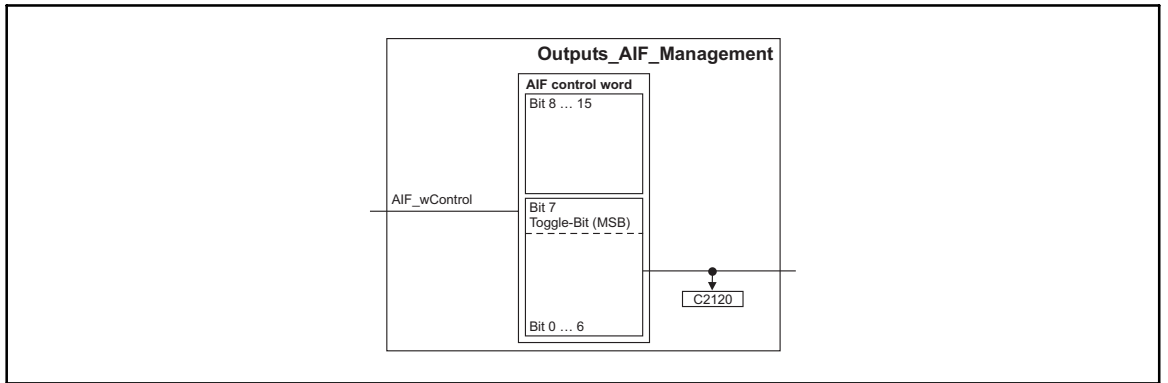 Outputs_AIF_Management
AIF control word
Bit 8 … 15
AIF_wControl
Bit 7
Toggle-Bit (MSB)
C2120
Bit 0 … 6